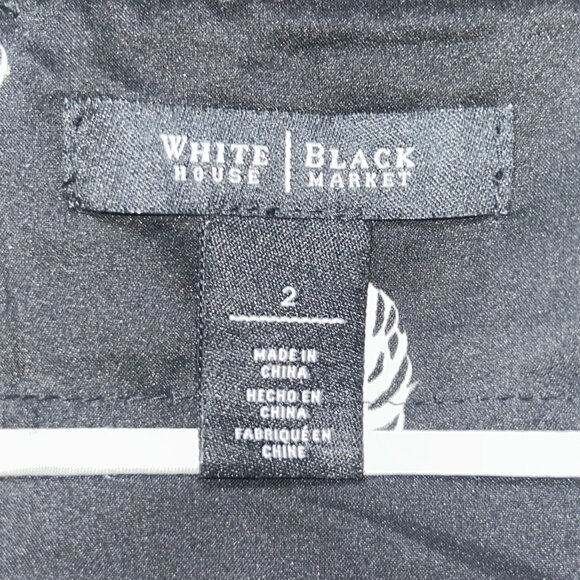 WHITE | BLACK
HOUSE | MARKET
2
MADE IN
CHINA
HECHO EN
CHINA
FABRIQUÉ EN
CHINE